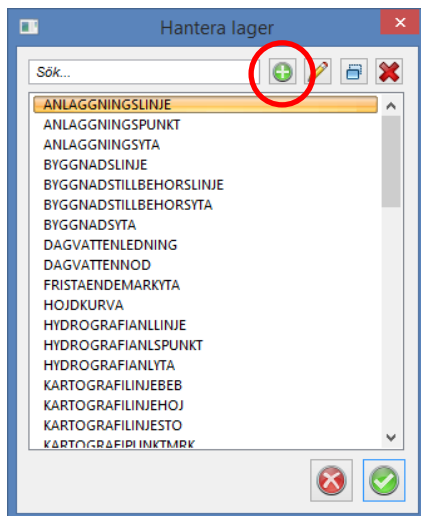 Hantera lager
Sök...
ANLAGGNINGSLINJE
ANLAGGNINGSPUNKT
ANLAGGNINGSYTA
BYGGNADSLINJE
BYGGNADSTILLBEHORSLINJE
BYGGNADSTILLBEHORSYTA
BYGGNADSYTA
DAGVATTENLEDNING
DAGVATTENNOD
FRISTAENDEMARKYTA
HOJDKURVA
HYDROGRAFIANLLINJE
HYDROGRAFIANLSPUNKT
HYDROGRAFIANLYTA
KARTOGRAFILINJEBEB
KARTOGRAFILINJEHOJ
KARTOGRAFILINJESTO
KARTOGRAFIPUNKTMRK